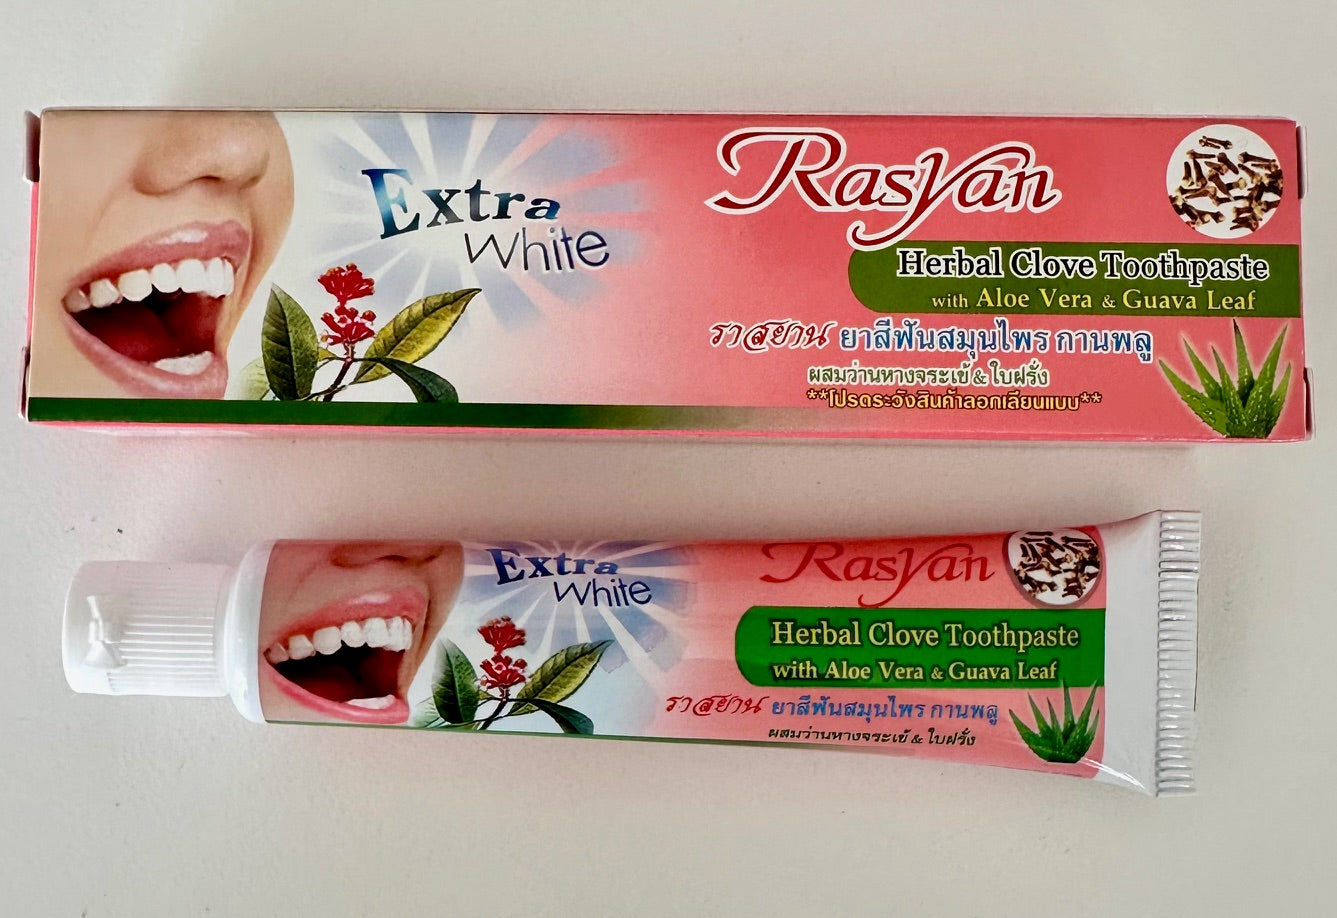 Extra
White
Rasyan
Herbal Clove Toothpaste
with Aloe Vera & Guava Leaf
ราสยาน ยาสีฟันสมุนไพร กานพลู
ผสมว่านหางจระเข้ & ใบฝรั่ง
**โปรดระวังสินค้าลอกเลียนแบบ**
Extra
White
Rasyan
Herbal Clove Toothpaste
with Aloe Vera & Guava Leaf
ราสยาน ยาสีฟันสมุนไพร กานพลู
ผสมว่านหางจระเข้ & ใบฝรั่ง